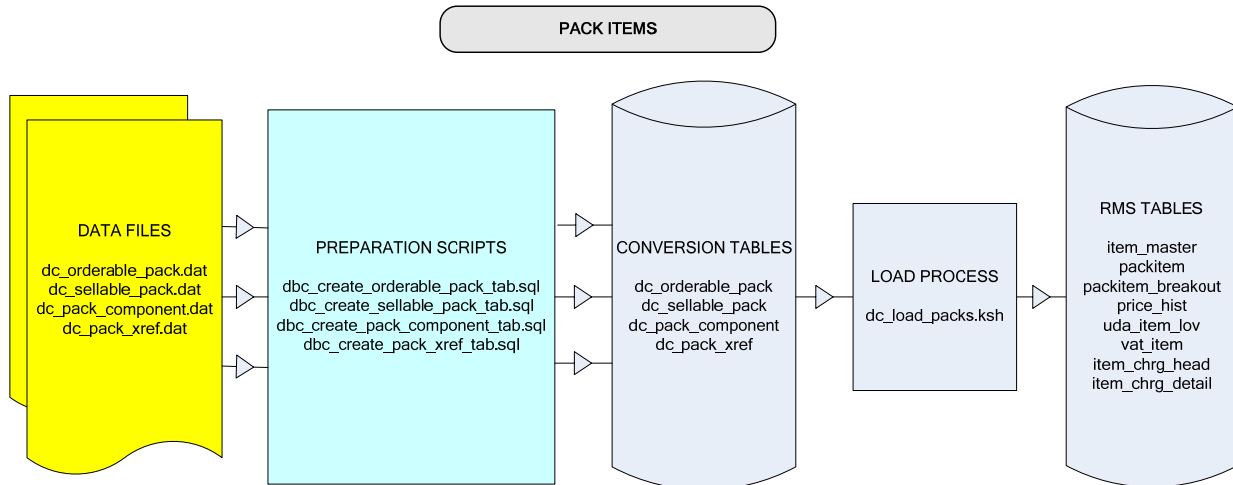 PACK ITEMS
DATA FILES
dc_orderable_pack.dat
dc_sellable_pack.dat
dc_pack_component.dat
dc_pack_xref.dat
PREPARATION SCRIPTS
dbc_create_orderable_pack_tab.sql
dbc_create_sellable_pack_tab.sql
dbc_create_pack_component_tab.sql
dbc_create_pack_xref_tab.sql
CONVERSION TABLES
dc_orderable_pack
dc_sellable_pack
dc_pack_component
dc_pack_xref
LOAD PROCESS
dc_load_packs.ksh
RMS TABLES
item_master
packitem
packitem_breakout
price_hist
uda_item_lov
vat_item
item_chrg_head
item_chrg_detail